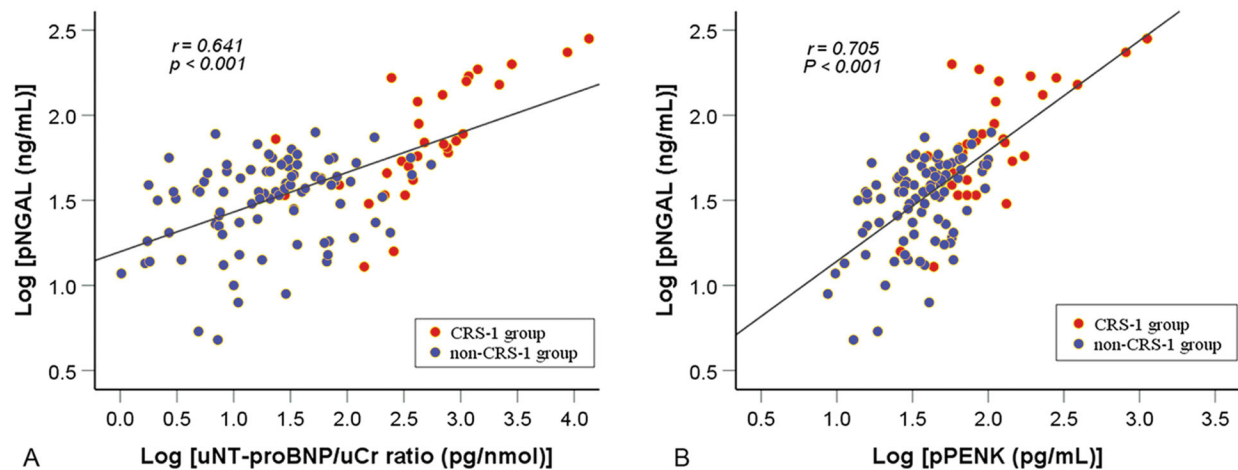 r = 0.641
p < 0.001
2.5
2.0
1.5
1.0
0.5
Log [pNGAL (ng/mL)]
CRS-1 group
non-CRS-1 group
0.0 0.5 1.0 1.5 2.0 2.5 3.0 3.5 4.0
A Log [uNT-proBNP/uCr ratio (pg/nmol)]
r = 0.705
P < 0.001
2.5
2.0
1.5
1.0
0.5
Log [pNGAL (ng/mL)]
CRS-1 group
non-CRS-1 group
0.5 1.0 1.5 2.0 2.5 3.0 3.5
B Log [pPENK (pg/mL)]